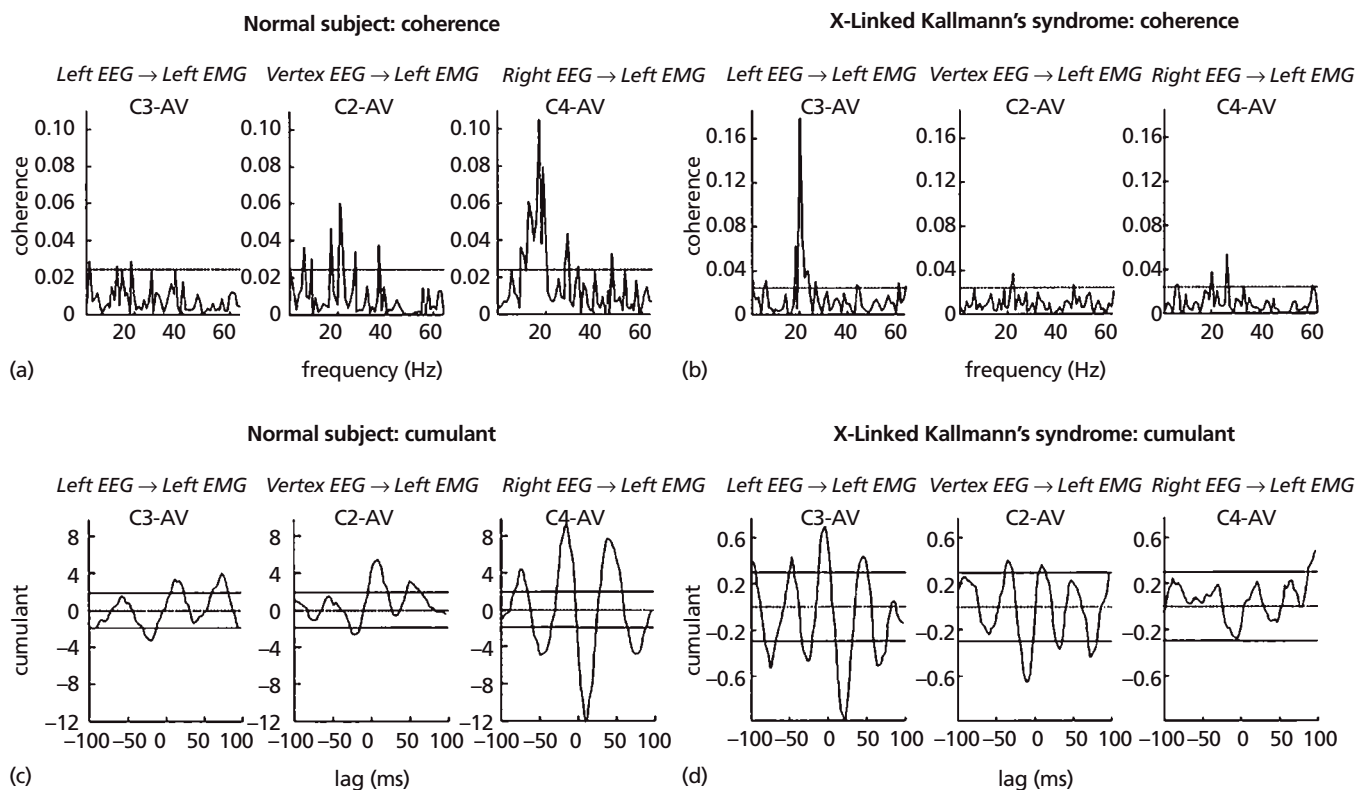 Normal subject: coherence
Left EEG → Left EMG Vertex EEG → Left EMG Right EEG → Left EMG
C3-AV C2-AV C4-AV
0.10 0.10 0.10
0.08 0.08 0.08
0.06 0.06 0.06
0.04 0.04 0.04
0.02 0.02 0.02
0 0 0
coherence
20 40 60 20 40 60 20 40 60
(a) frequency (Hz)
X-Linked Kallmann's syndrome: coherence
Left EEG → Left EMG Vertex EEG → Left EMG Right EEG → Left EMG
C3-AV C2-AV C4-AV
0.16 0.16 0.16
0.12 0.12 0.12
0.08 0.08 0.08
0.04 0.04 0.04
0 0 0
coherence
20 40 60 20 40 60 20 40 60
(b) frequency (Hz)
Normal subject: cumulant
Left EEG → Left EMG Vertex EEG → Left EMG Right EEG → Left EMG
C3-AV C2-AV C4-AV
8 8 8
4 4 4
0 0 0
−4 −4 −4
−8 −8 −8
−12 −12 −12
cumulant
−100 −50 0 50 100 −100 −50 0 50 100 −100 −50 0 50 100
(c) lag (ms)
X-Linked Kallmann's syndrome: cumulant
Left EEG → Left EMG Vertex EEG → Left EMG Right EEG → Left EMG
C3-AV C2-AV C4-AV
0.6 0.6 0.6
0.2 0.2 0.2
−0.2 −0.2 −0.2
−0.6 −0.6 −0.6
cumulant
−100 −50 0 50 100 −100 −50 0 50 100 −100 −50 0 50 100
(d) lag (ms)